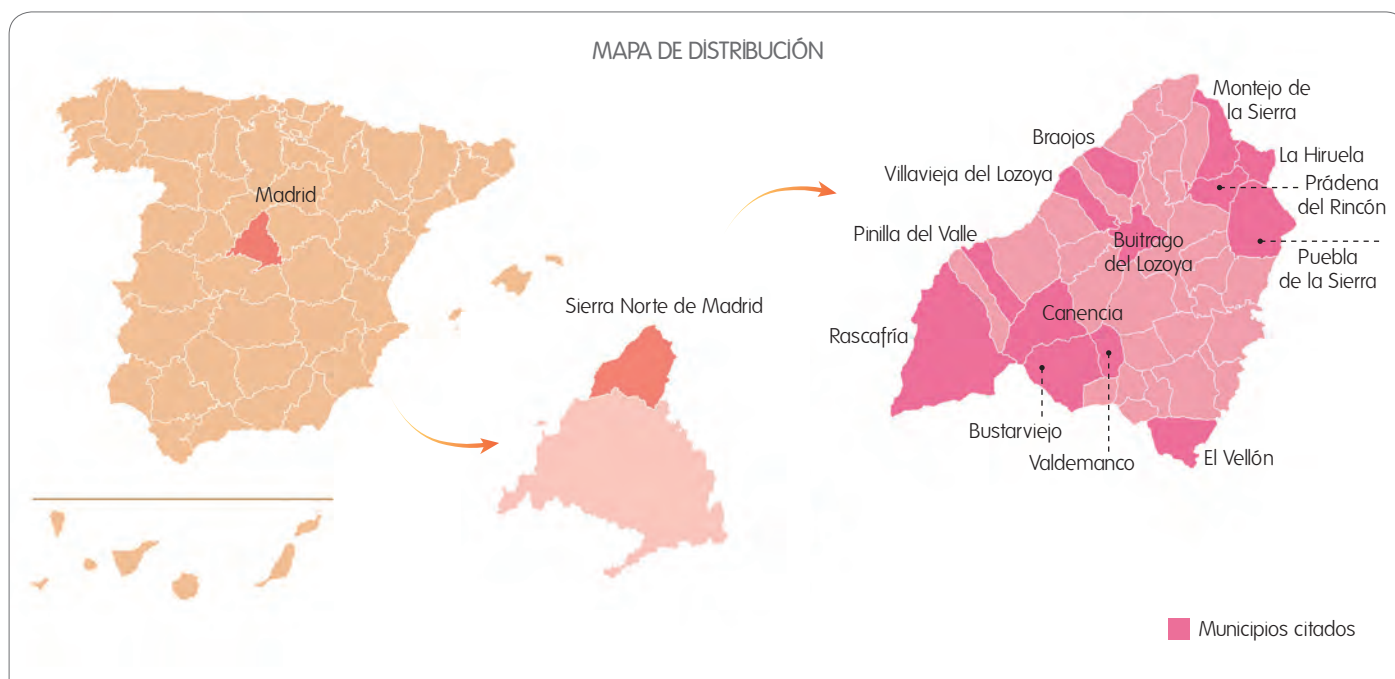 MAPA DE DISTRIBUCIÓN
Madrid
Sierra Norte de Madrid
Montejo de
la Sierra
Braojos
La Hiruela
Villavieja del Lozoya
Prádena
del Rincón
Pinilla del Valle
Buitrago
del Lozoya
Puebla
de la Sierra
Canencia
Rascafría
Bustarviejo
Valdemanco
El Vellón
Municipios citados